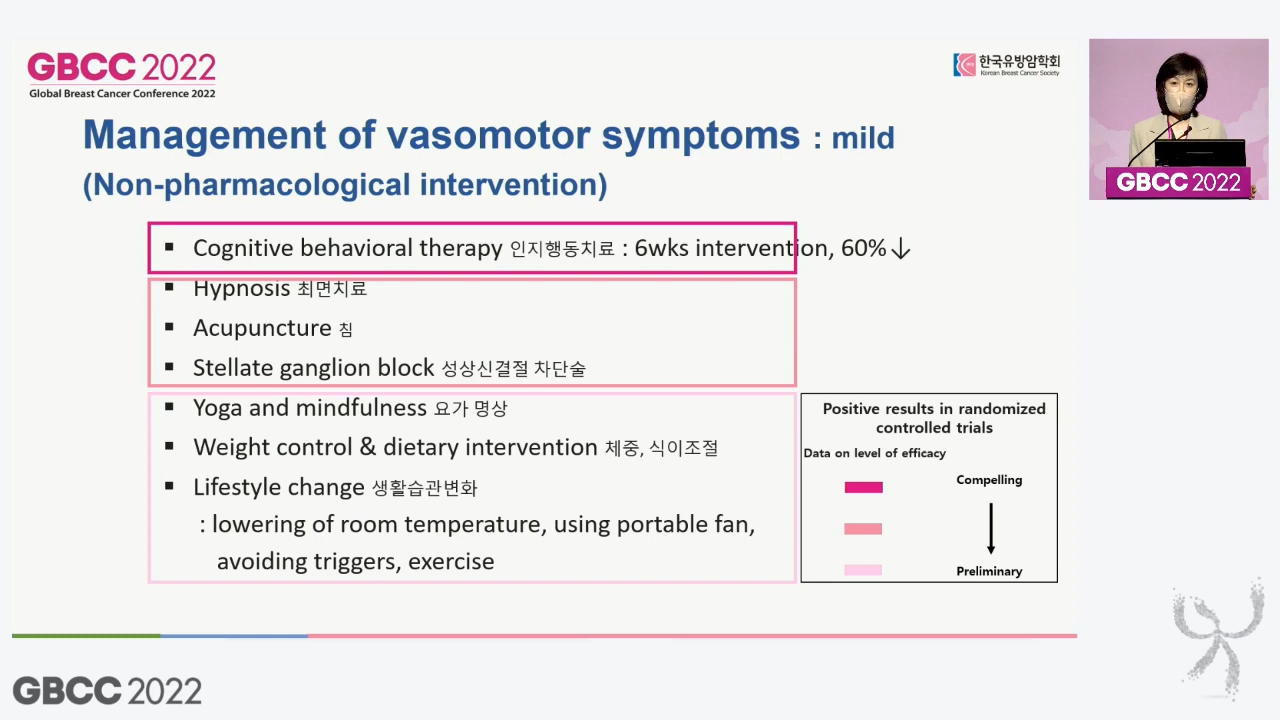 GBCC 2022
Global Breast Cancer Conference 2022
한국유방암학회
Korean Breast Cancer Society
Management of vasomotor symptoms : mild
(Non-pharmacological intervention)
▪ Cognitive behavioral therapy 인지행동치료 : 6wks intervention, 60%↓
▪ Hypnosis 최면치료
▪ Acupuncture 침
▪ Stellate ganglion block 성상신결절 차단술
▪ Yoga and mindfulness 요가 명상
▪ Weight control & dietary intervention 체중, 식이조절
▪ Lifestyle change 생활습관변화
: lowering of room temperature, using portable fan,
avoiding triggers, exercise
Positive results in randomized
controlled trials
Data on level of efficacy
Compelling
Preliminary
GBCC 2022
GBCC 2022